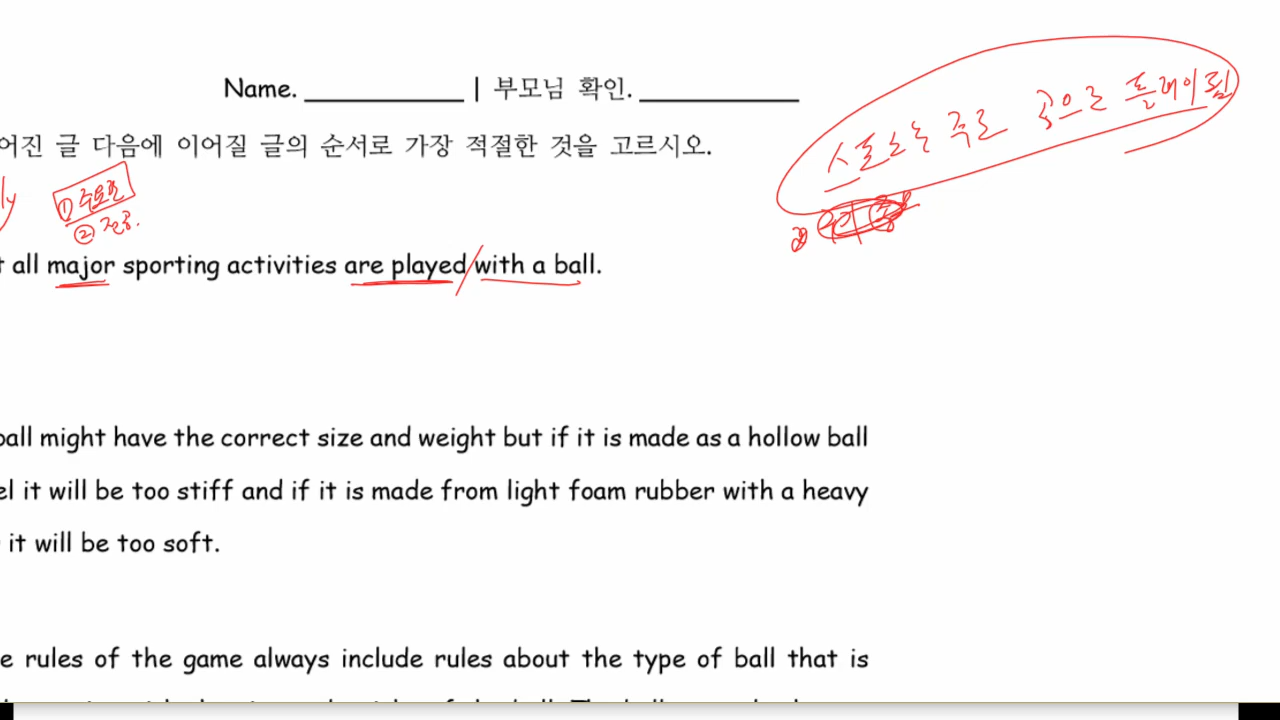 Name. ____________ | 부모님 확인. ____________
어진 글 다음에 이어질 글의 순서로 가장 적절한 것을 고르시오.
스포츠는 주로 공으로 플레이됨
ly
① 주요한
② 전공.
t all major sporting activities are played/with a ball.
ball might have the correct size and weight but if it is made as a hollow ball
el it will be too stiff and if it is made from light foam rubber with a heavy
it will be too soft.
e rules of the game always include rules about the type of ball that is